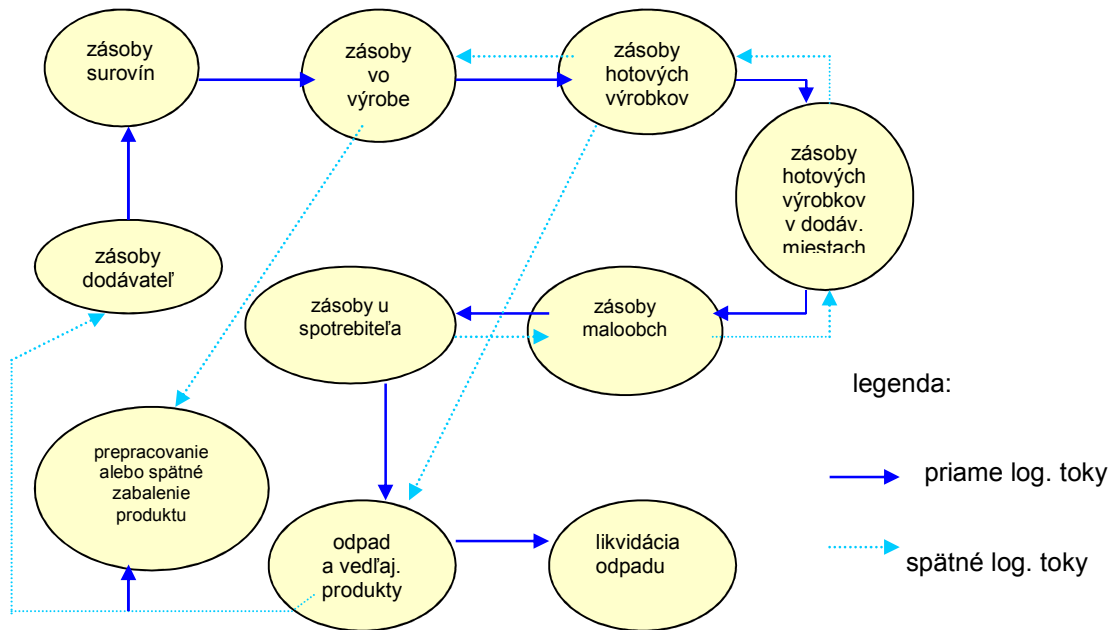 zásoby
surovín
zásoby
vo
výrobe
zásoby
hotových
výrobkov
zásoby
hotových
výrobkov
v dodáv.
miestach
zásoby
dodávateľ
zásoby u
spotrebiteľa
zásoby
maloobch
legenda:
prepracovanie
alebo spätné
zabalenie
produktu
priame log. toky
odpad
a vedľaj.
produkty
likvidácia
odpadu
spätné log. toky